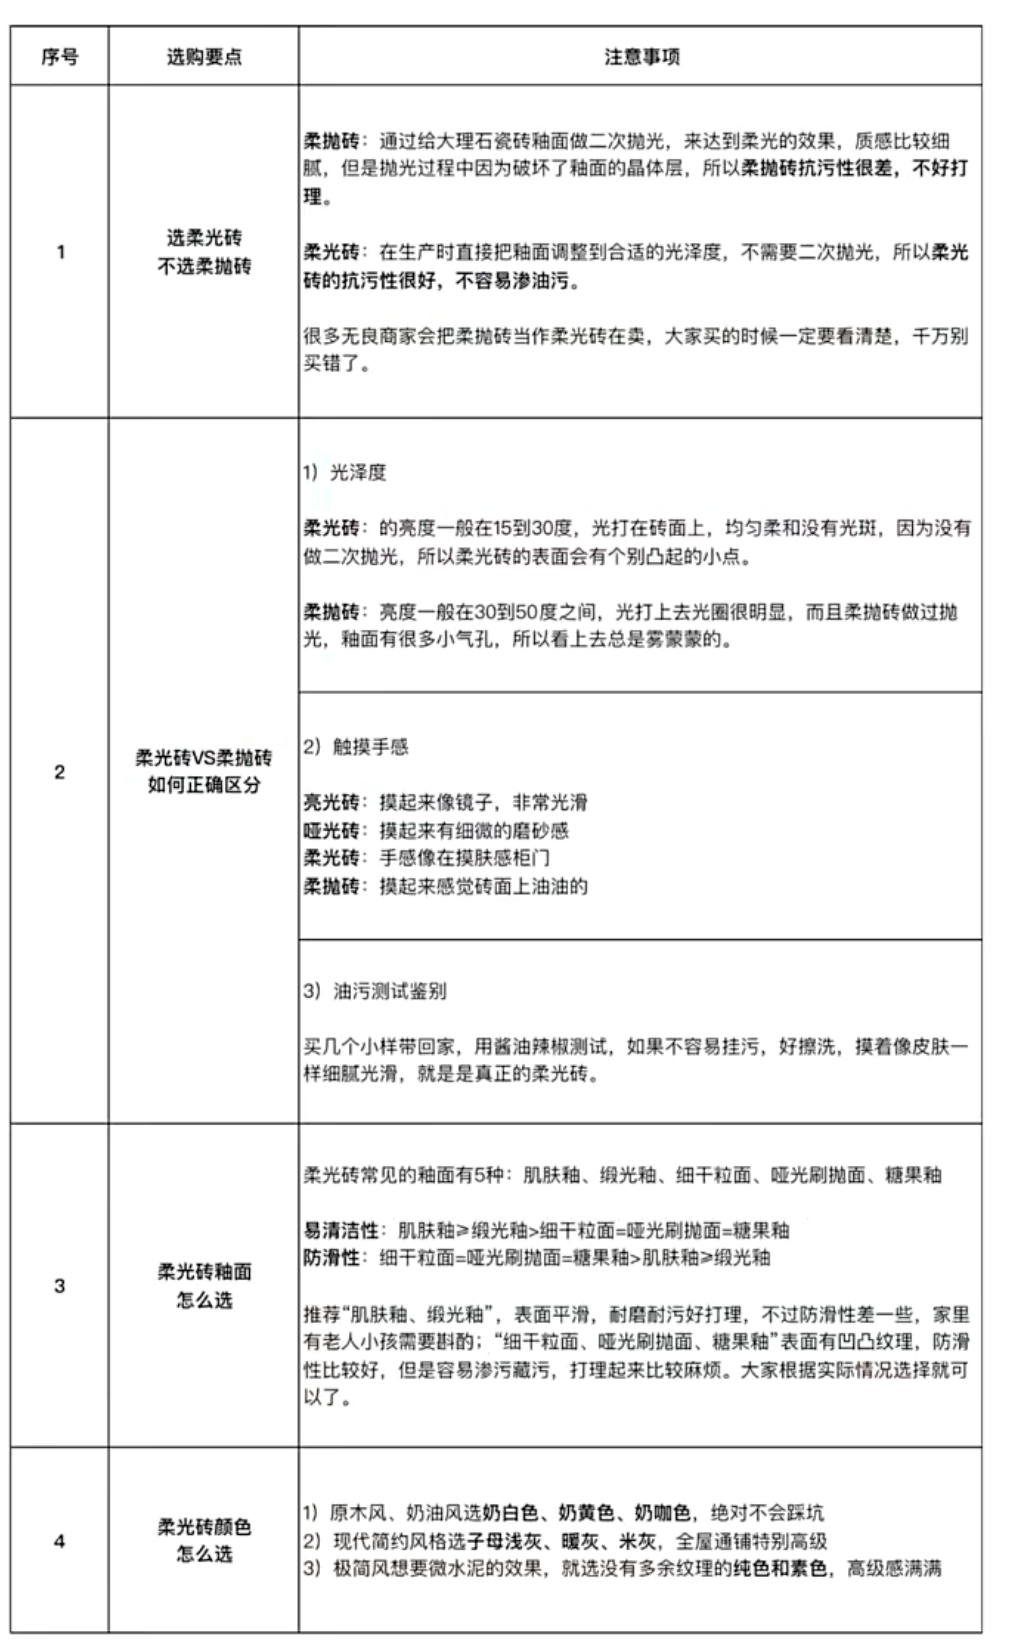 序号
选购要点
注意事项
1
选柔光砖
不选柔抛砖
柔抛砖：通过给大理石瓷砖釉面做二次抛光，来达到柔光的效果，质感比较细
腻，但是抛光过程中因为破坏了釉面的晶体层，所以柔抛砖抗污性很差，不好打
理。
柔光砖：在生产时直接把釉面调整到合适的光泽度，不需要二次抛光，所以柔光
砖的抗污性很好，不容易渗油污。
很多无良商家会把柔抛砖当作柔光砖在卖，大家买的时候一定要看清楚，千万别
买错了。
2
柔光砖VS柔抛砖
如何正确区分
1）光泽度
柔光砖：的亮度一般在15到30度，光打在砖面上，均匀柔和没有光斑，因为没有
做二次抛光，所以柔光砖的表面会有个别凸起的小点。
柔抛砖：亮度一般在30到50度之间，光打上去光圈很明显，而且柔抛砖做过抛
光，釉面有很多小气孔，所以看上去总是雾蒙蒙的。
2）触摸手感
亮光砖：摸起来像镜子，非常光滑
哑光砖：摸起来有细微的磨砂感
柔光砖：手感像在摸肤感柜门
柔抛砖：摸起来感觉砖面上油油的
3）油污测试鉴别
买几个小样带回家，用酱油辣椒测试，如果不容易挂污，好擦洗，摸着像皮肤一
样细腻光滑，就是是真正的柔光砖。
3
柔光砖釉面
怎么选
柔光砖常见的釉面有5种：肌肤釉、缎光釉、细干粒面、哑光刷抛面、糖果釉
易清洁性：肌肤釉≥缎光釉>细干粒面=哑光刷抛面=糖果釉
防滑性：细干粒面=哑光刷抛面=糖果釉>肌肤釉≥缎光釉
推荐“肌肤釉、缎光釉”，表面平滑，耐磨耐污好打理，不过防滑性差一些，家里
有老人小孩需要斟酌；“细干粒面、哑光刷抛面、糖果釉”表面有凹凸纹理，防滑
性比较好，但是容易渗污藏污，打理起来比较麻烦。大家根据实际情况选择就可
以了。
4
柔光砖颜色
怎么选
1）原木风、奶油风选奶白色、奶黄色、奶咖色，绝对不会踩坑
2）现代简约风格选子母浅灰、暖灰、米灰，全屋通铺特别高级
3）极简风想要微水泥的效果，就选没有多余纹理的纯色和素色，高级感满满